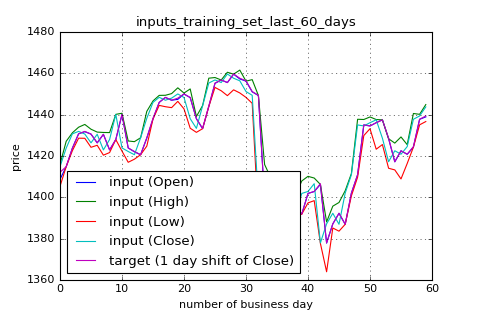 inputs_training_set_last_60_days
1480
1460
1440
1420
1400
1380
1360
price
input (Open)
input (High)
input (Low)
input (Close)
target (1 day shift of Close)
0 10 20 30 40 50 60
number of business day